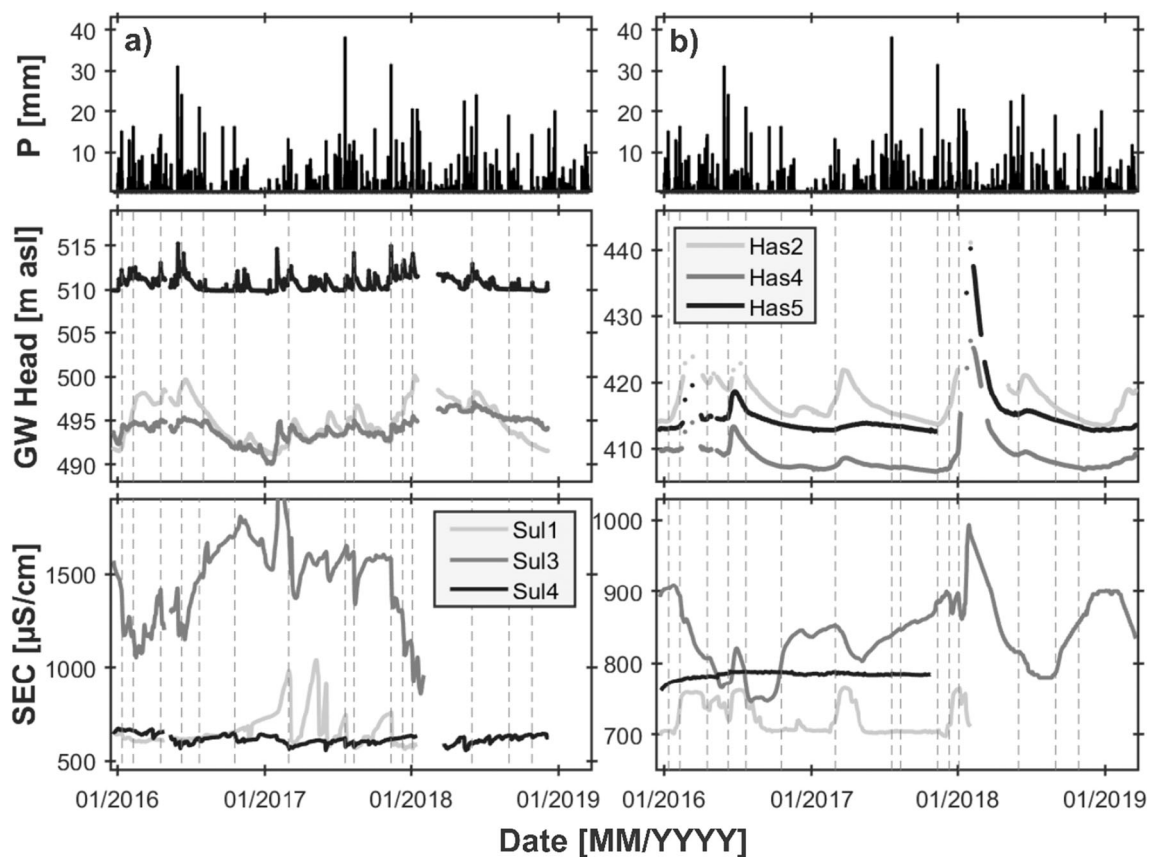 a)
b)
P [mm]
40
30
20
10
40
30
20
10
GW Head [m asl]
515
510
505
500
495
490
440
430
420
410
Has2
Has4
Has5
SEC [µS/cm]
1500
1000
500
1000
900
800
700
Sul1
Sul3
Sul4
01/2016
01/2017
01/2018
01/2019
01/2016
01/2017
01/2018
01/2019
Date [MM/YYYY]